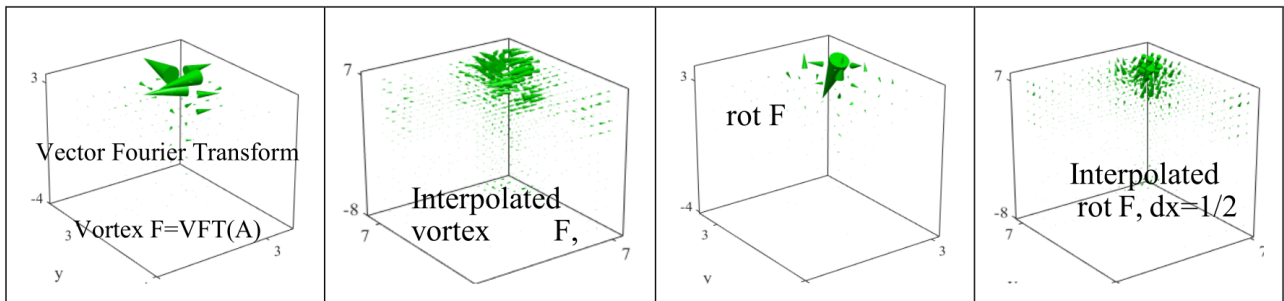 3
Vector Fourier Transform
-4
3
Vortex F=VFT(A)
3
y
7
Interpolated
-8
vortex F,
7
7
3
rot F
-4
3
3
7
Interpolated
rot F, dx=1/2
-8
7